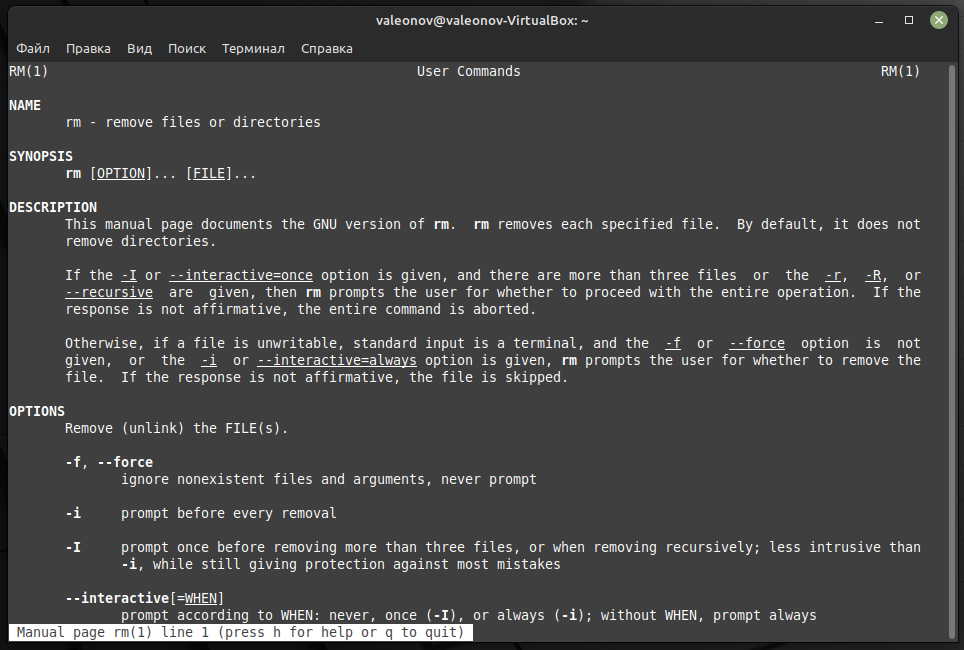 valeonov@valeonov-VirtualBox: ~
Файл Правка Вид Поиск Терминал Справка
RM(1) User Commands RM(1)
NAME
rm - remove files or directories
SYNOPSIS
rm [OPTION]... [FILE]...
DESCRIPTION
This manual page documents the GNU version of rm. rm removes each specified file. By default, it does not
remove directories.
If the -I or --interactive=once option is given, and there are more than three files or the -r, -R, or
--recursive are given, then rm prompts the user for whether to proceed with the entire operation. If the
response is not affirmative, the entire command is aborted.
Otherwise, if a file is unwritable, standard input is a terminal, and the -f or --force option is not
given, or the -i or --interactive=always option is given, rm prompts the user for whether to remove the
file. If the response is not affirmative, the file is skipped.
OPTIONS
Remove (unlink) the FILE(s).
-f, --force
ignore nonexistent files and arguments, never prompt
-i prompt before every removal
-I prompt once before removing more than three files, or when removing recursively; less intrusive than
-i, while still giving protection against most mistakes
--interactive[=WHEN]
prompt according to WHEN: never, once (-I), or always (-i); without WHEN, prompt always
Manual page rm(1) line 1 (press h for help or q to quit)